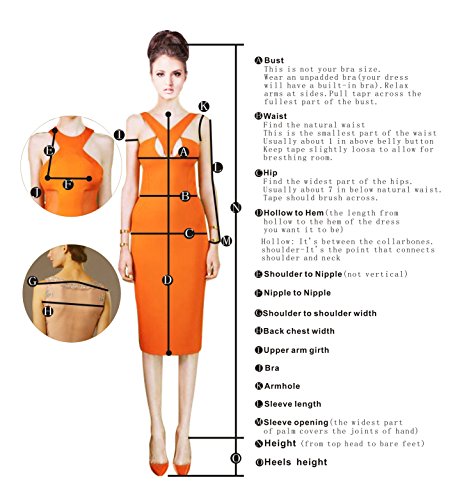 A Bust
This is not your bra size.
Wear an unpadded bra(your dress
will have a built-in bra).Relax
arms at sides.Pull tapr across the
fullest part of the bust.
B Waist
Find the natural waist
This is the smallest part of the waist
Usually about 1 in above belly button
Keep tape slightly loosa to allow for
bresthing room.
C Hip
Find the widest part of the hips.
Usually about 7 in below natural waist.
Tape should brush across.
D Hollow to Hem(the length from
hollow to the hem of the dress
you want it to be)
Hollow: It's between the collarbones.
shoulder-It's the point that connects
shoulder and neck
E Shoulder to Nipple(not vertical)
F Nipple to Nipple
G Shoulder to shoulder width
H Back chest width
I Upper arm girth
J Bra
K Armhole
L Sleeve length
M Sleeve opening(the widest part
of palm covers the joints of hand)
N Height (from top head to bare feet)
O Heels height
E
F
J
G
H
I
K
A
L
B
N
C
M
D
O